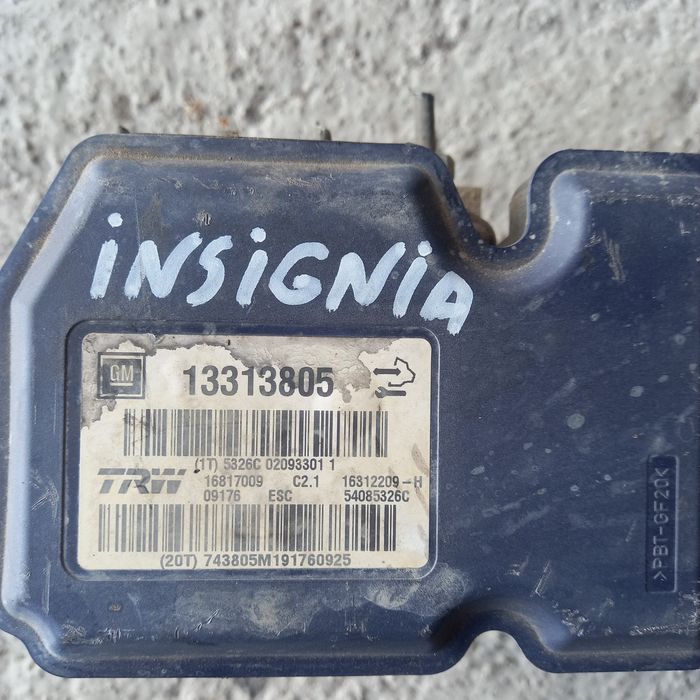 iNSiGNiA
GM 13313805
(1T) 5326C 02093301 1
TRW 16817009 C2.1 16312209-H
09176 ESC 54085326C
(20T) 743805M191760925
>PBT-GF20<